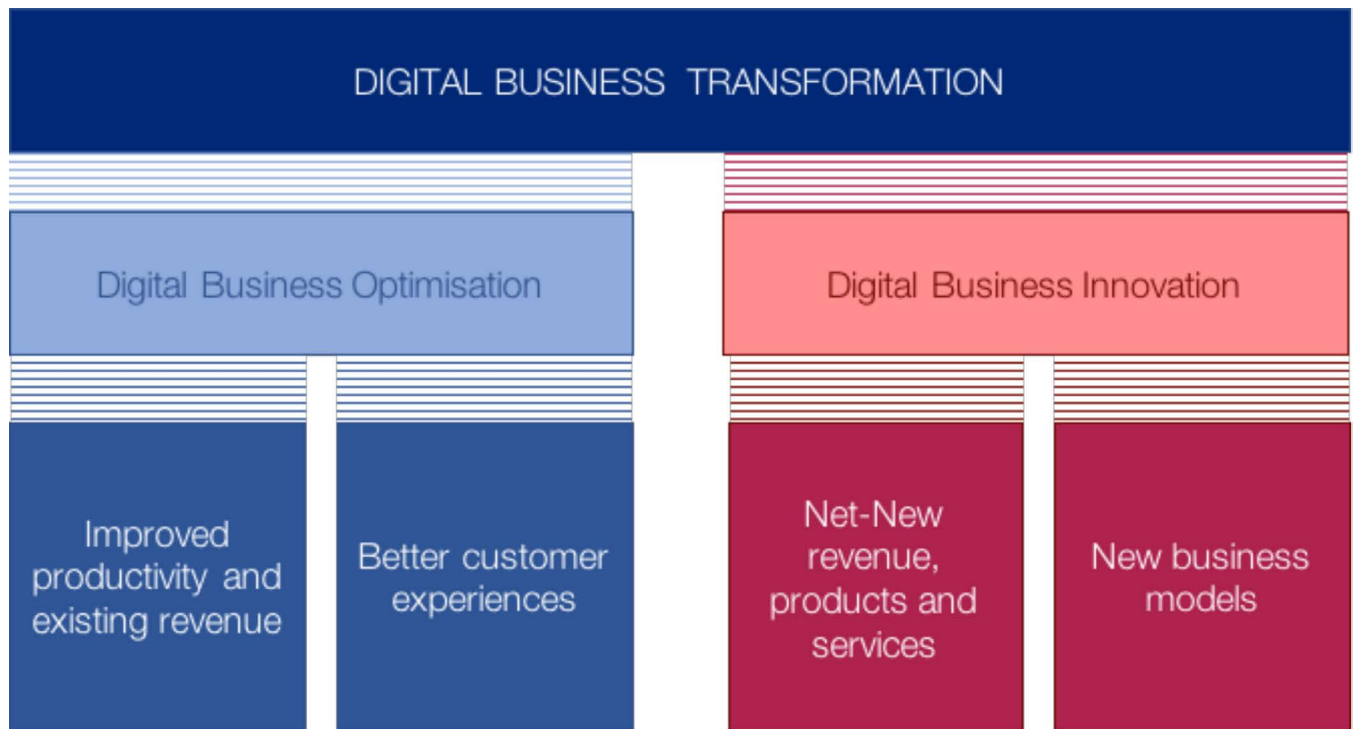 DIGITAL BUSINESS TRANSFORMATION
Digital Business Optimisation
Digital Business Innovation
Improved
productivity and
existing revenue
Better customer
experiences
Net-New
revenue,
products and
services
New business
models